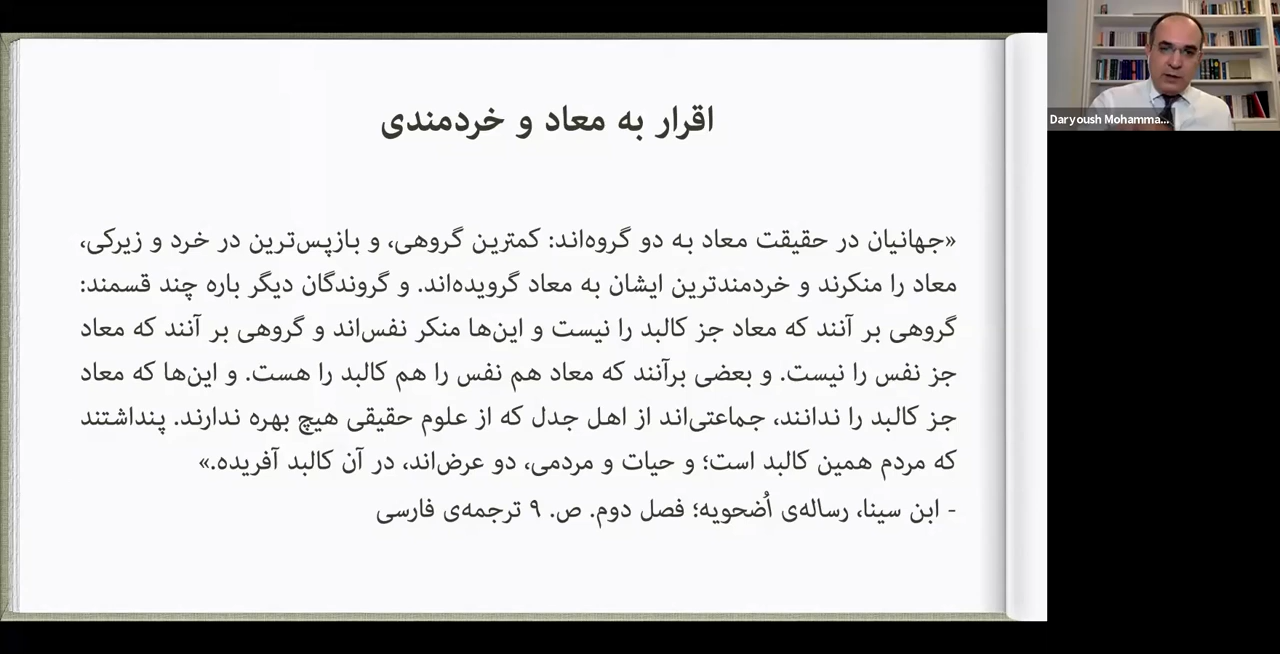 اقرار به معاد و خردمندی
«جهانیان در حقیقت معاد به دو گروه‌اند: کمترین گروهی، و بازپس‌ترین در خرد و زیرکی،
معاد را منکرند و خردمندترین ایشان به معاد گرویده‌اند. و گروندگان دیگر باره چند قسمند:
گروهی بر آنند که معاد جز کالبد را نیست و این‌ها منکر نفس‌اند و گروهی بر آنند که معاد
جز نفس را نیست. و بعضی برآنند که معاد هم نفس را هم کالبد را هست. و این‌ها که معاد
جز کالبد را ندانند، جماعتی‌اند از اهل جدل که از علوم حقیقی هیچ بهره ندارند. پنداشتند
که مردم همین کالبد است؛ و حیات و مردمی، دو عرض‌اند، در آن کالبد آفریده.»
- ابن سینا، رساله‌ی اُضحویه؛ فصل دوم. ص. ۹ ترجمه‌ی فارسی
Daryoush Mohamma...